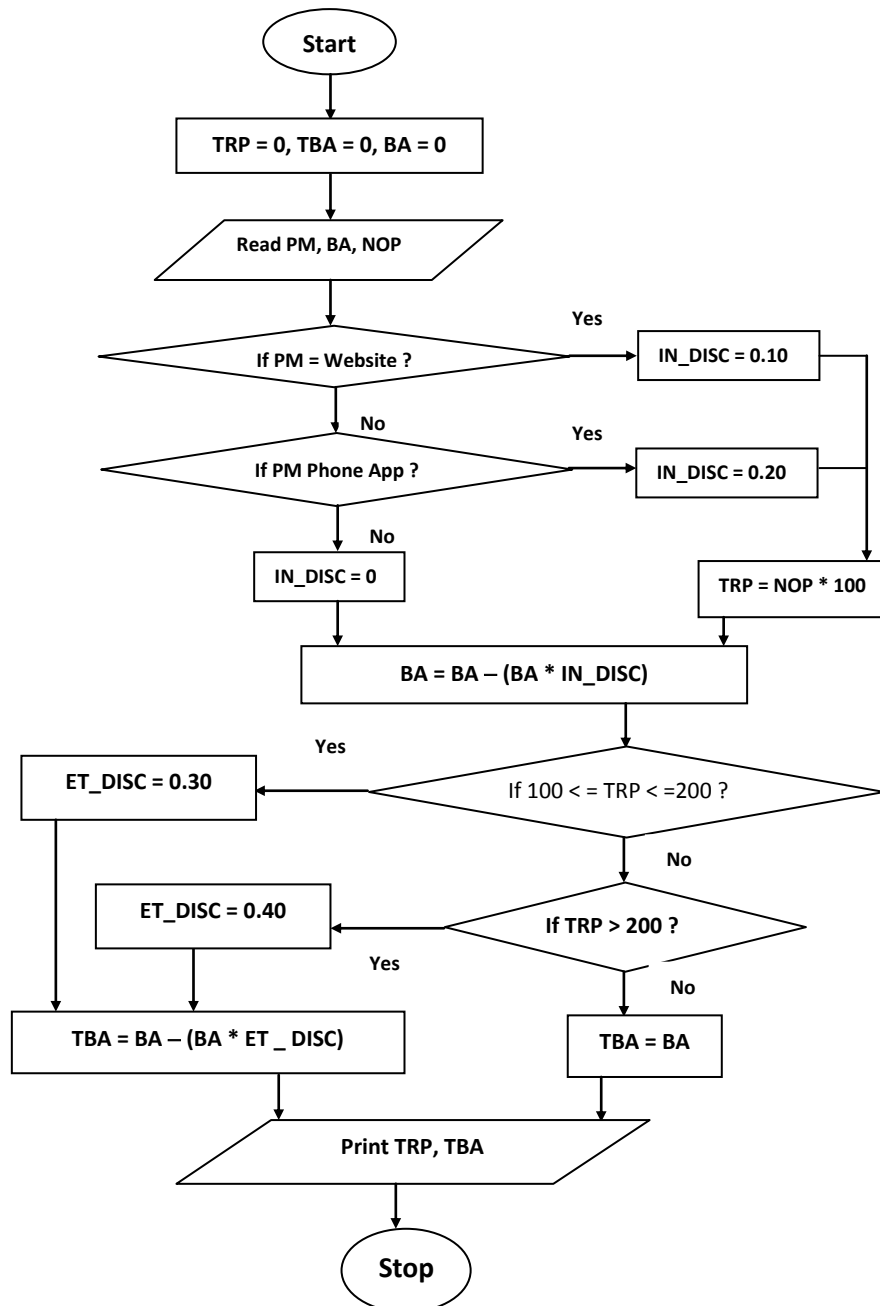 Start
TRP = 0, TBA = 0, BA = 0
Read PM, BA, NOP
If PM = Website ?
Yes
IN_DISC = 0.10
No
If PM Phone App ?
Yes
IN_DISC = 0.20
No
IN_DISC = 0
TRP = NOP * 100
BA = BA – (BA * IN_DISC)
If 100 < = TRP < =200 ?
Yes
ET_DISC = 0.30
No
If TRP > 200 ?
Yes
ET_DISC = 0.40
No
TBA = BA – (BA * ET _ DISC)
TBA = BA
Print TRP, TBA
Stop